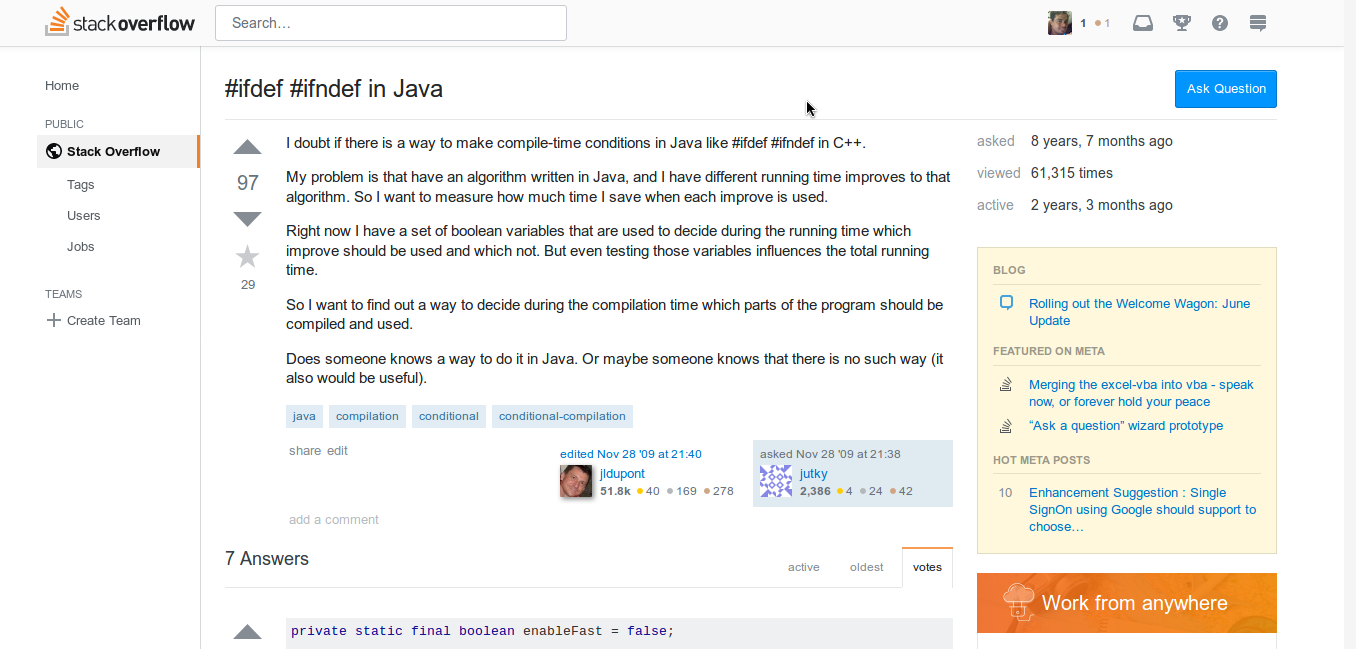 stackoverflow
Search…
1 1
Home
PUBLIC
Stack Overflow
Tags
Users
Jobs
TEAMS
Create Team
#ifdef #ifndef in Java
Ask Question
97
29
I doubt if there is a way to make compile-time conditions in Java like #ifdef #ifndef in C++.
My problem is that have an algorithm written in Java, and I have different running time improves to that
algorithm. So I want to measure how much time I save when each improve is used.
Right now I have a set of boolean variables that are used to decide during the running time which
improve should be used and which not. But even testing those variables influences the total running
time.
So I want to find out a way to decide during the compilation time which parts of the program should be
compiled and used.
Does someone knows a way to do it in Java. Or maybe someone knows that there is no such way (it
also would be useful).
java compilation conditional conditional-compilation
share edit
edited Nov 28 '09 at 21:40
jldupont
51.8k 40 169 278
asked Nov 28 '09 at 21:38
jutky
2,386 4 24 42
add a comment
7 Answers
active oldest votes
private static final boolean enableFast = false;
asked 8 years, 7 months ago
viewed 61,315 times
active 2 years, 3 months ago
BLOG
Rolling out the Welcome Wagon: June
Update
FEATURED ON META
Merging the excel-vba into vba - speak
now, or forever hold your peace
“Ask a question” wizard prototype
HOT META POSTS
10 Enhancement Suggestion : Single
SignOn using Google should support to
choose…
Work from anywhere